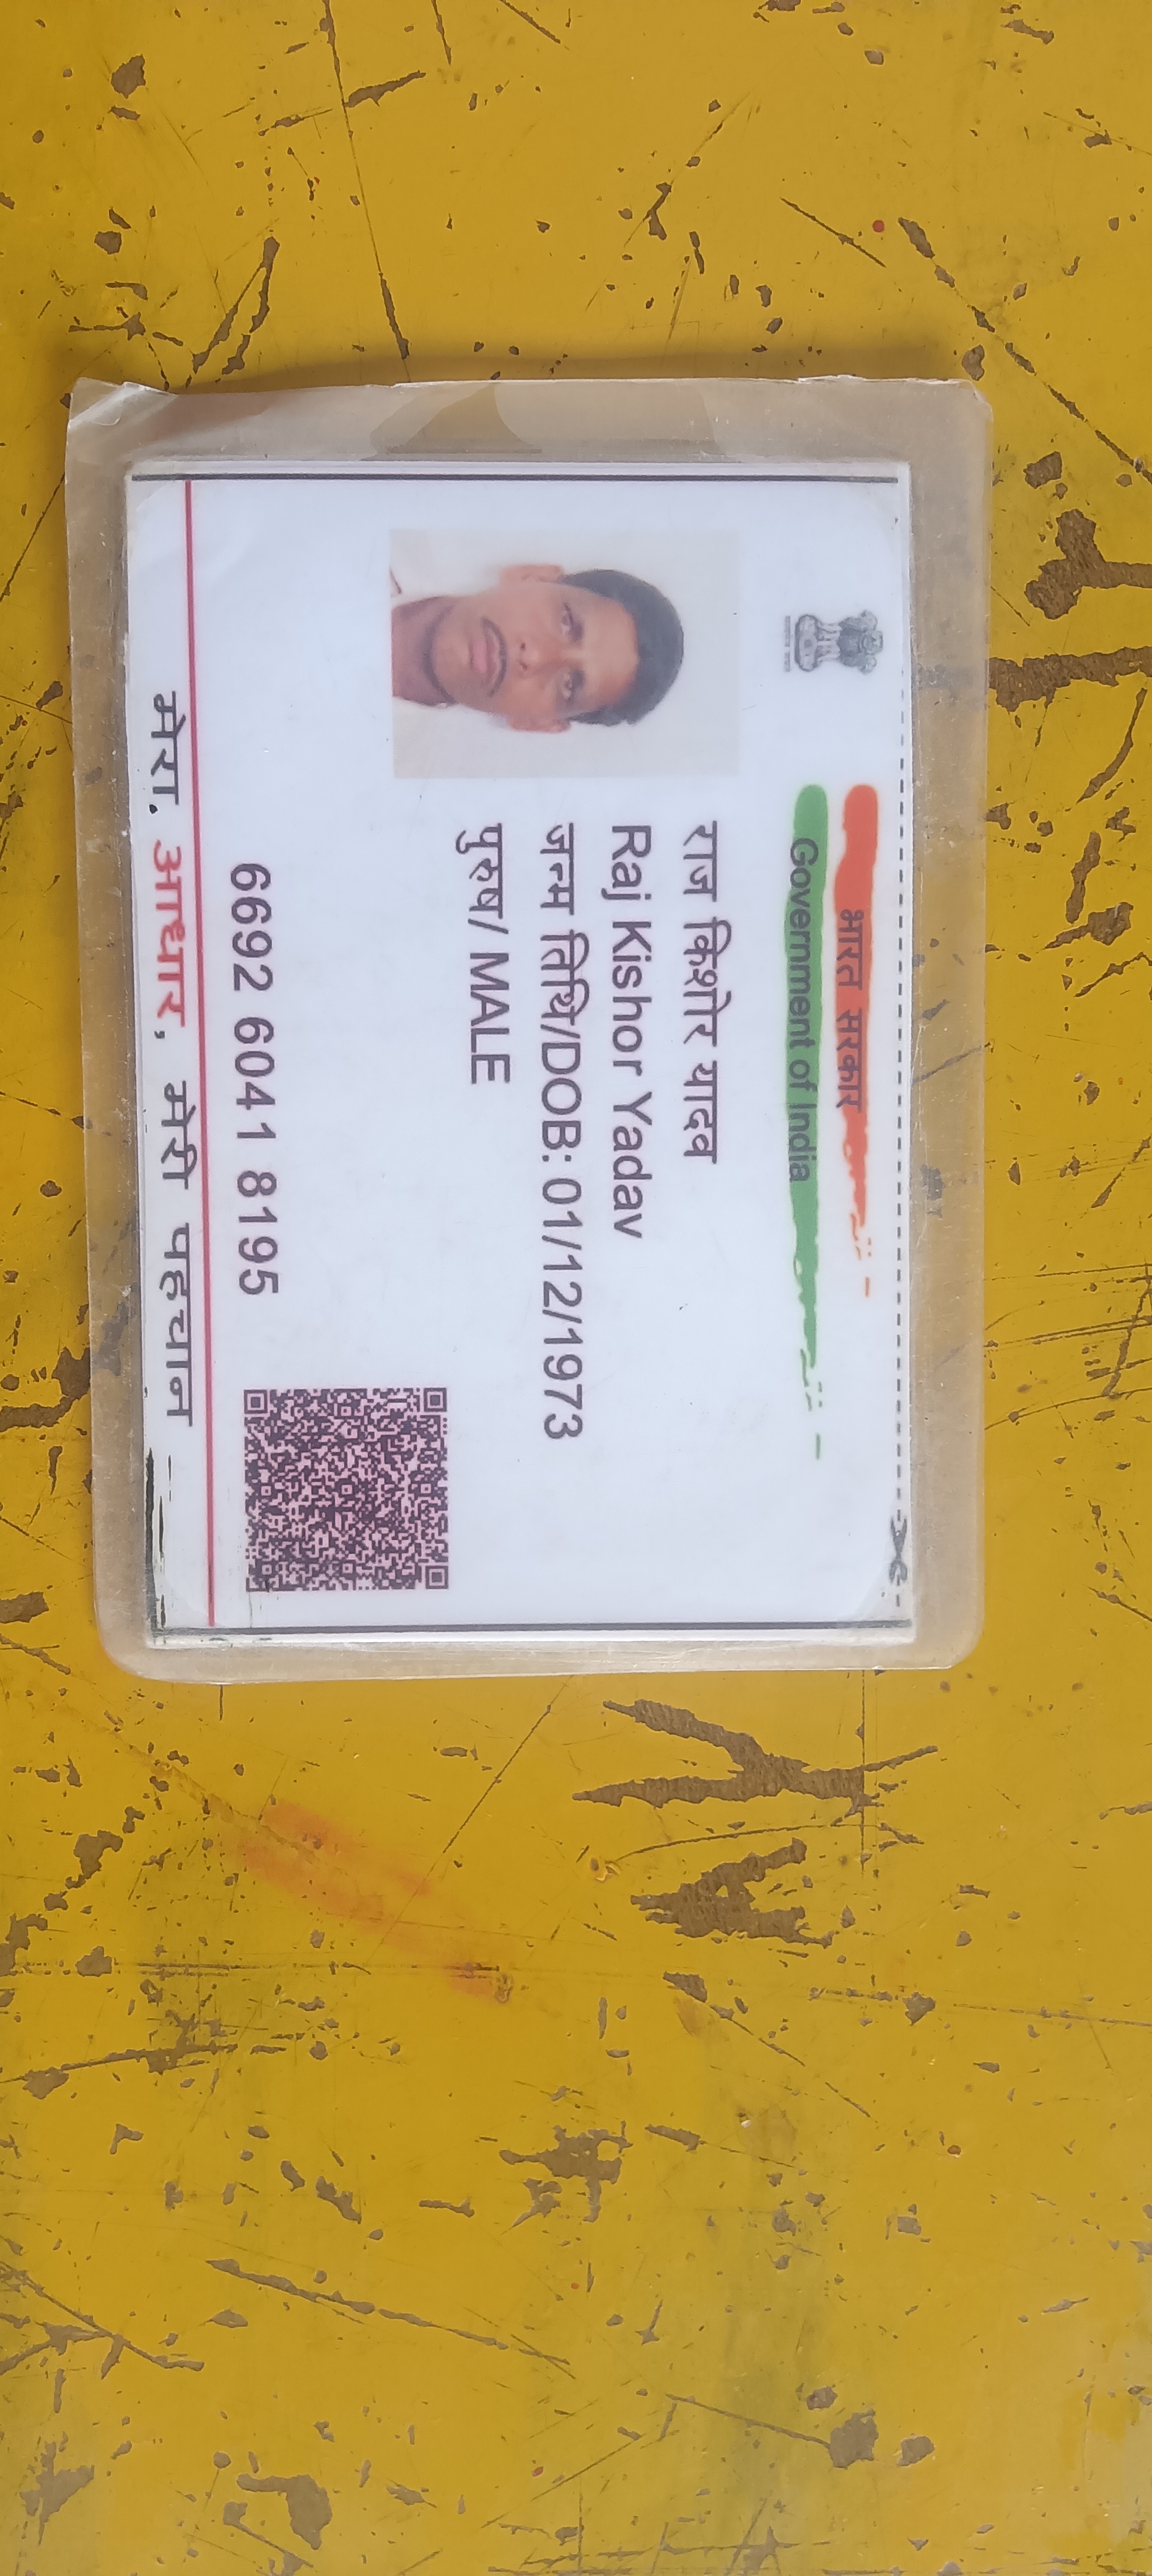 भारत सरकार
Government of India
राज किशोर यादव
Raj Kishor Yadav
जन्म तिथि/DOB: 01/12/1973
पुरुष/ MALE
6692 6041 8195
मेरा. आधार, मेरी पहचान